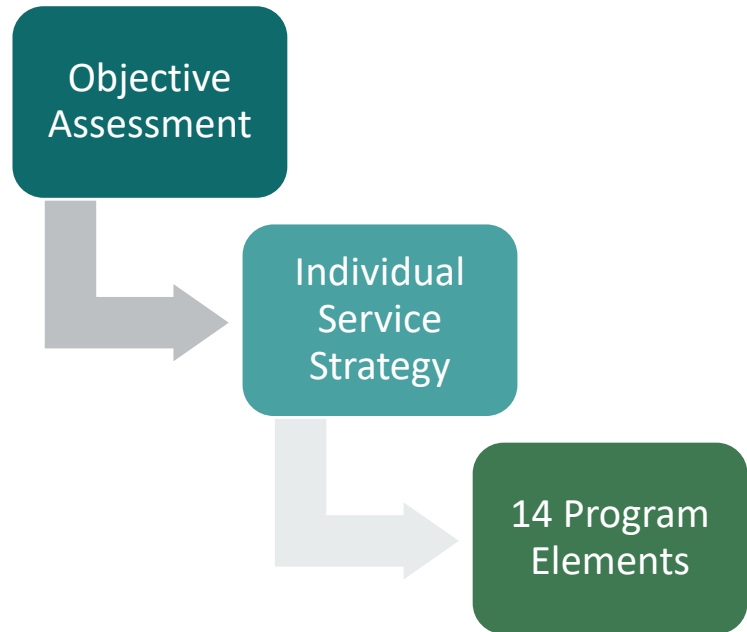 Objective
Assessment
Individual
Service
Strategy
14 Program
Elements